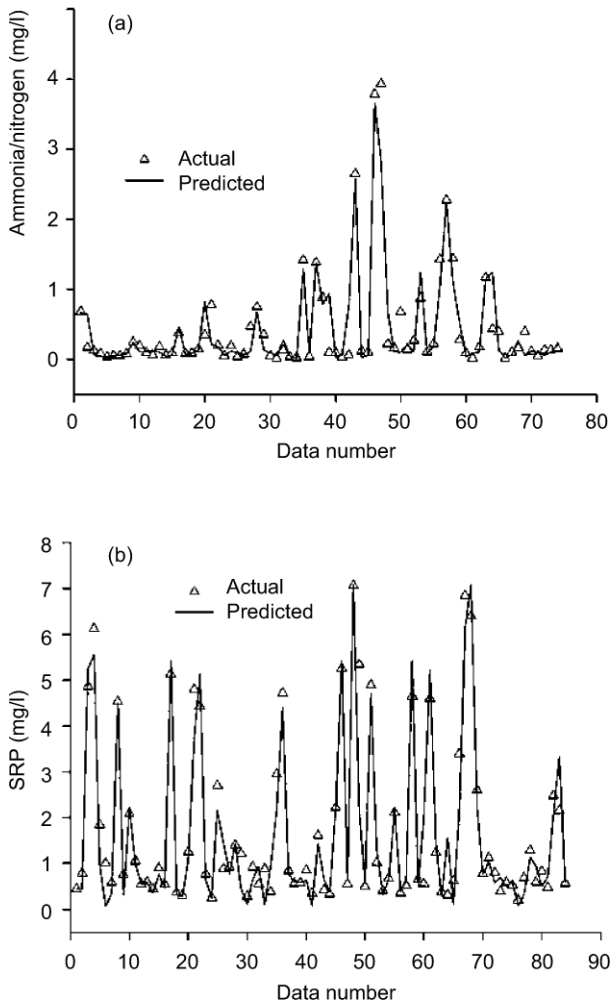 (a)
Ammonia/nitrogen (mg/l)
4
3
2
1
0
Actual
Predicted
0 10 20 30 40 50 60 70 80
Data number
(b)
SRP (mg/l)
8
7
6
5
4
3
2
1
0
Actual
Predicted
0 10 20 30 40 50 60 70 80 90
Data number